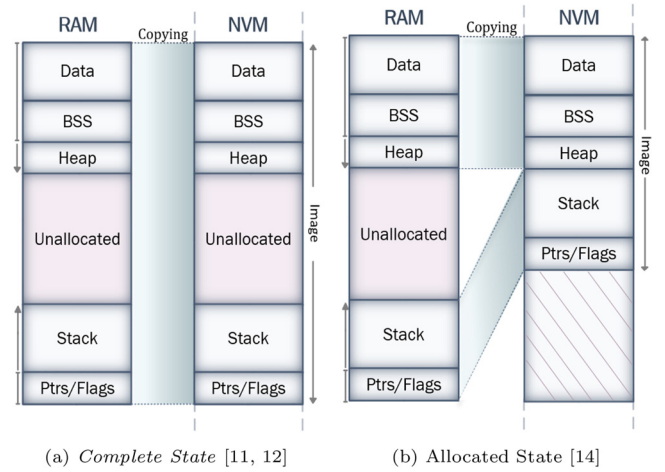 RAM
Copying
NVM
Data
Data
BSS
BSS
Heap
Heap
Unallocated
Unallocated
Image
Stack
Stack
Ptrs/Flags
Ptrs/Flags
(a) Complete State [11, 12]
RAM
Copying
NVM
Data
Data
BSS
BSS
Heap
Heap
Image
Stack
Unallocated
Ptrs/Flags
Stack
Ptrs/Flags
(b) Allocated State [14]